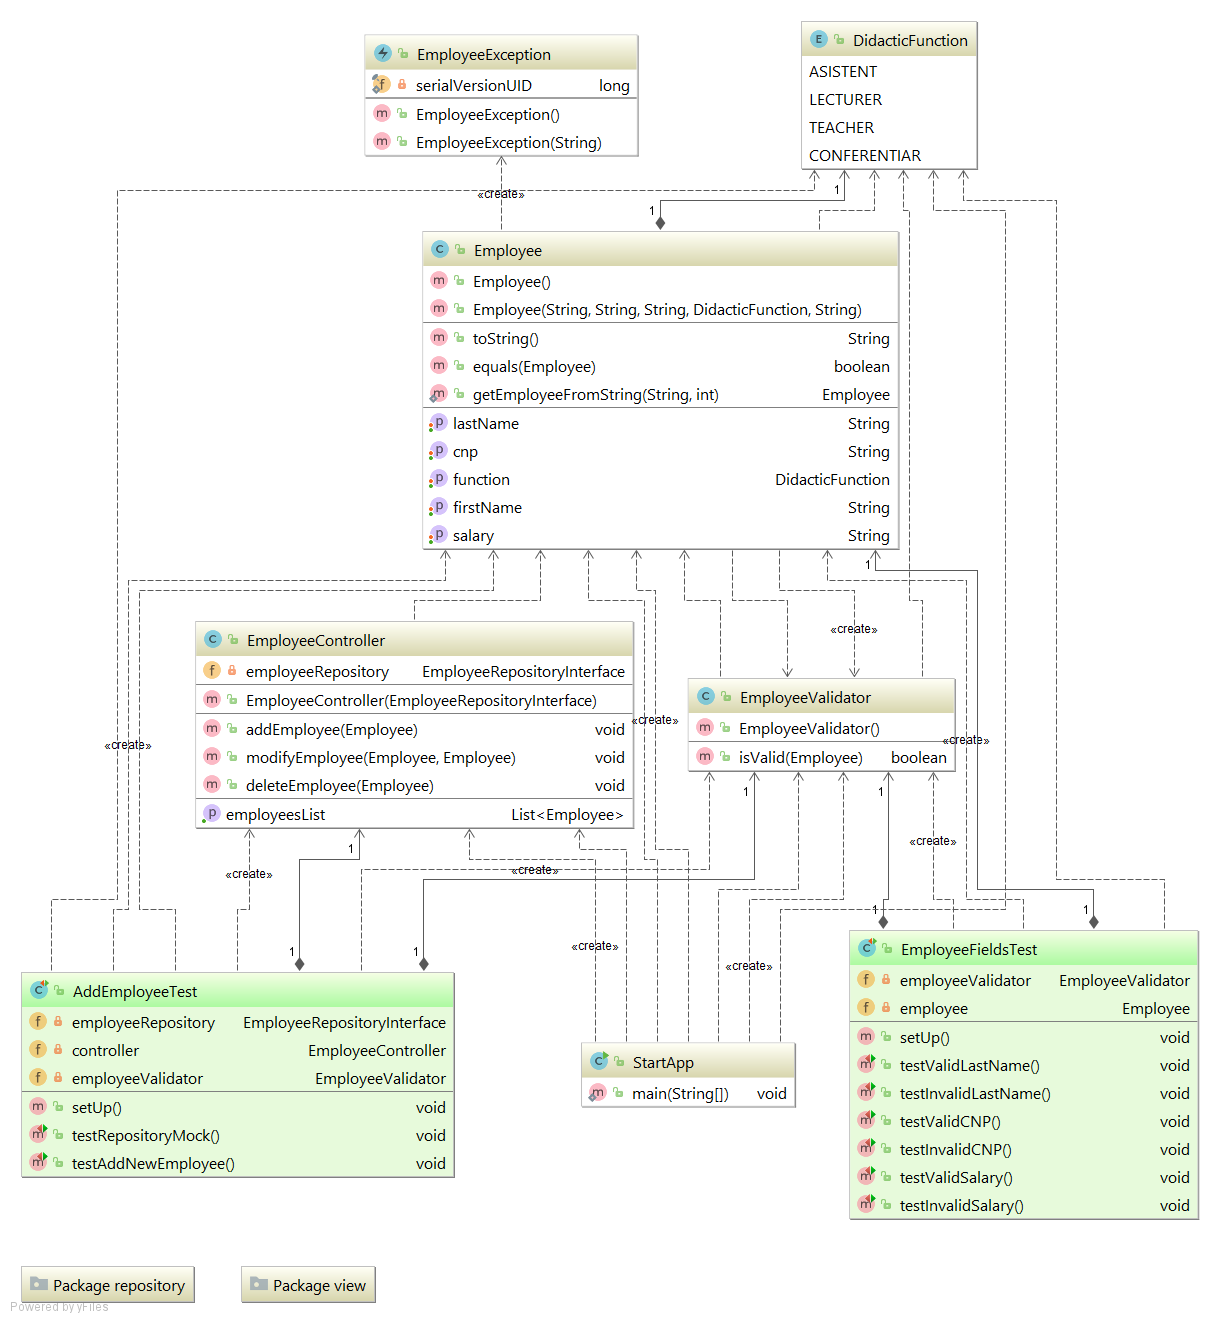 EmployeeException
serialVersionUID long
EmployeeException()
EmployeeException(String)
DidacticFunction
ASISTENT
LECTURER
TEACHER
CONFERENTIAR
«create»
1
1
Employee
Employee()
Employee(String, String, String, DidacticFunction, String)
toString() String
equals(Employee) boolean
getEmployeeFromString(String, int) Employee
lastName String
cnp String
function DidacticFunction
firstName String
salary String
1
«create»
EmployeeController
employeeRepository EmployeeRepositoryInterface
EmployeeController(EmployeeRepositoryInterface)
addEmployee(Employee) void
modifyEmployee(Employee, Employee) void
deleteEmployee(Employee) void
employeesList List<Employee>
«create»
«create»
«create»
EmployeeValidator
EmployeeValidator()
isValid(Employee) boolean
1
1
1
«create»
«create»
«create»
«create»
«create»
1
1
1
1
AddEmployeeTest
employeeRepository EmployeeRepositoryInterface
controller EmployeeController
employeeValidator EmployeeValidator
setUp() void
testRepositoryMock() void
testAddNewEmployee() void
StartApp
main(String[]) void
EmployeeFieldsTest
employeeValidator EmployeeValidator
employee Employee
setUp() void
testValidLastName() void
testInvalidLastName() void
testValidCNP() void
testInvalidCNP() void
testValidSalary() void
testInvalidSalary() void
Package repository
Package view
Powered by yFiles